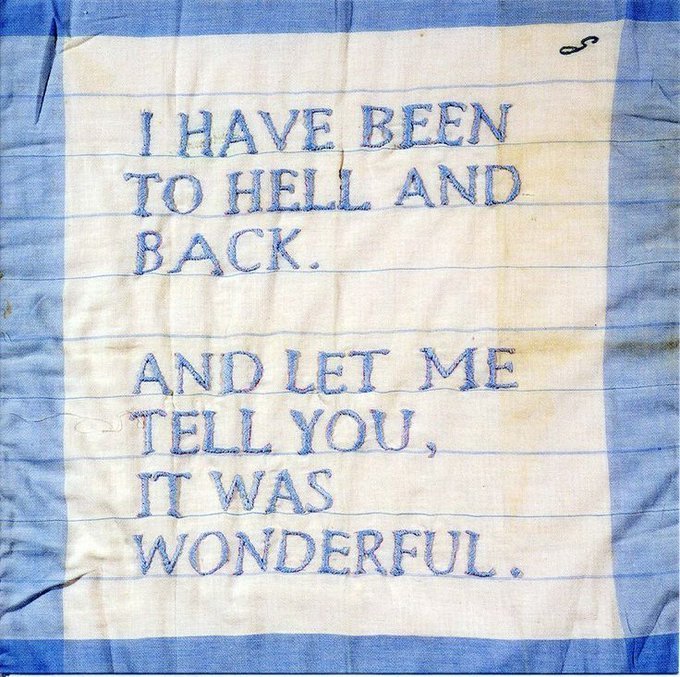 I HAVE BEEN
TO HELL AND
BACK.
AND LET ME
TELL YOU,
IT WAS
WONDERFUL.